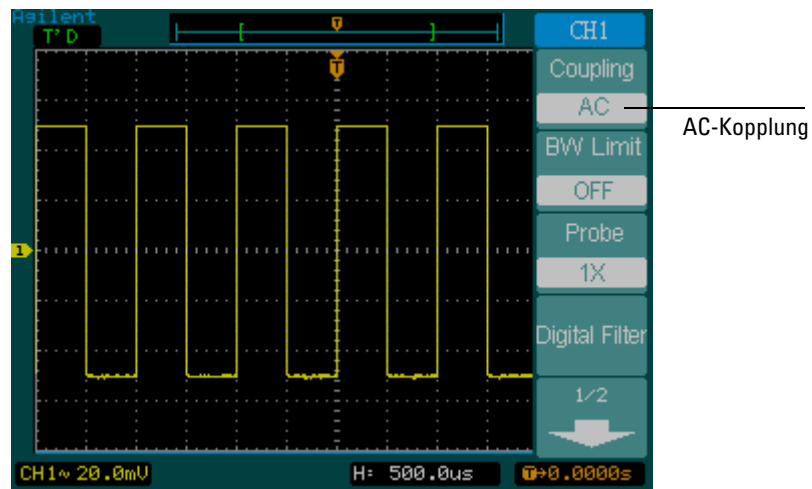 Agilent
T'D
T
CH1
T
Coupling
AC
AC-Kopplung
BW Limit
OFF
Probe
1
1X
Digital Filter
1/2
CH1~ 20.0mV
H: 500.0us
T→0.0000s